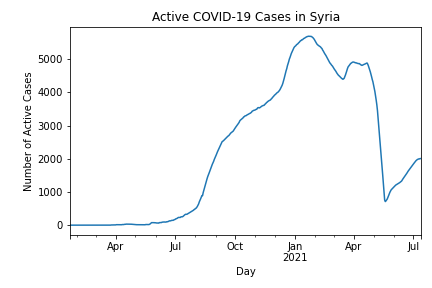 Active COVID-19 Cases in Syria
Number of Active Cases
5000
4000
3000
2000
1000
0
Apr
Jul
Oct
Jan
2021
Apr
Jul
Day